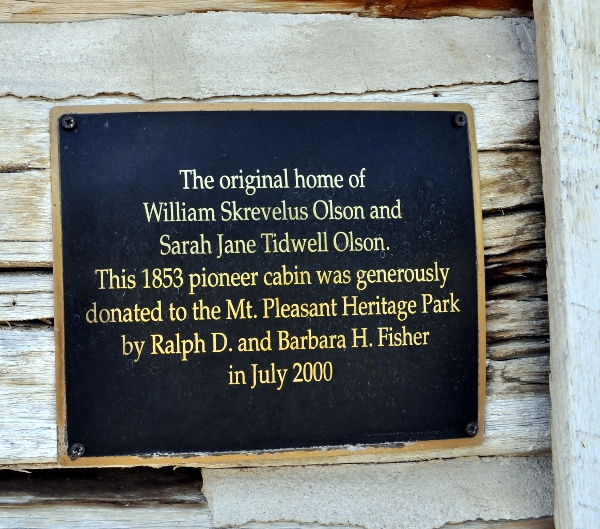 The original home of
William Skrevelus Olson and
Sarah Jane Tidwell Olson.
This 1853 pioneer cabin was generously
donated to the Mt. Pleasant Heritage Park
by Ralph D. and Barbara H. Fisher
in July 2000